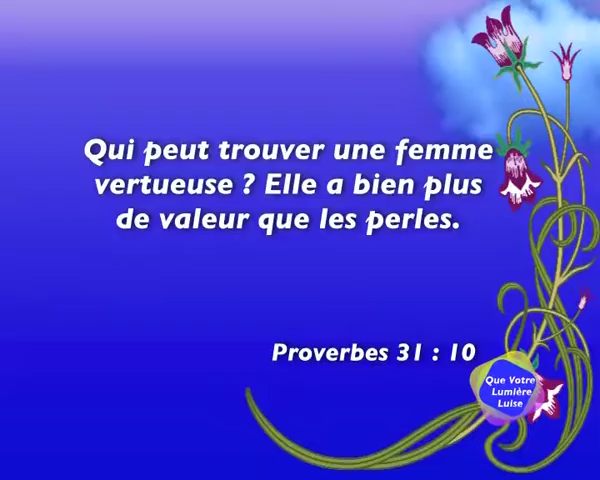 Qui peut trouver une femme
vertueuse ? Elle a bien plus
de valeur que les perles.
Proverbes 31 : 10
Que Votre
Lumière
Luise